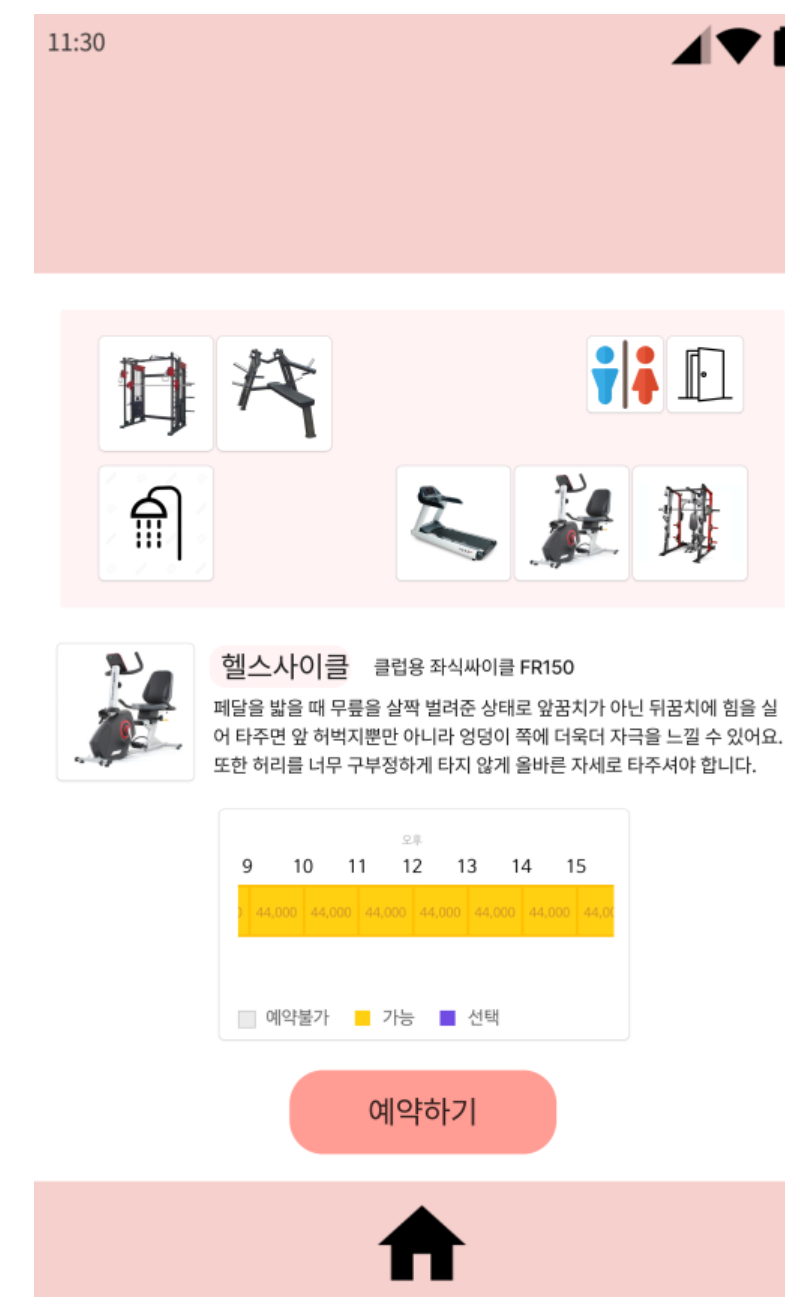 11:30
헬스사이클 클럽용 좌식싸이클 FR150
페달을 밟을 때 무릎을 살짝 벌려준 상태로 앞꿈치가 아닌 뒤꿈치에 힘을 실
어 타주면 앞 허벅지뿐만 아니라 엉덩이 쪽에 더욱더 자극을 느낄 수 있어요.
또한 허리를 너무 구부정하게 타지 않게 올바른 자세로 타주셔야 합니다.
오후
9 10 11 12 13 14 15
44,000 44,000 44,000 44,000 44,000 44,000
예약불가 가능 선택
예약하기